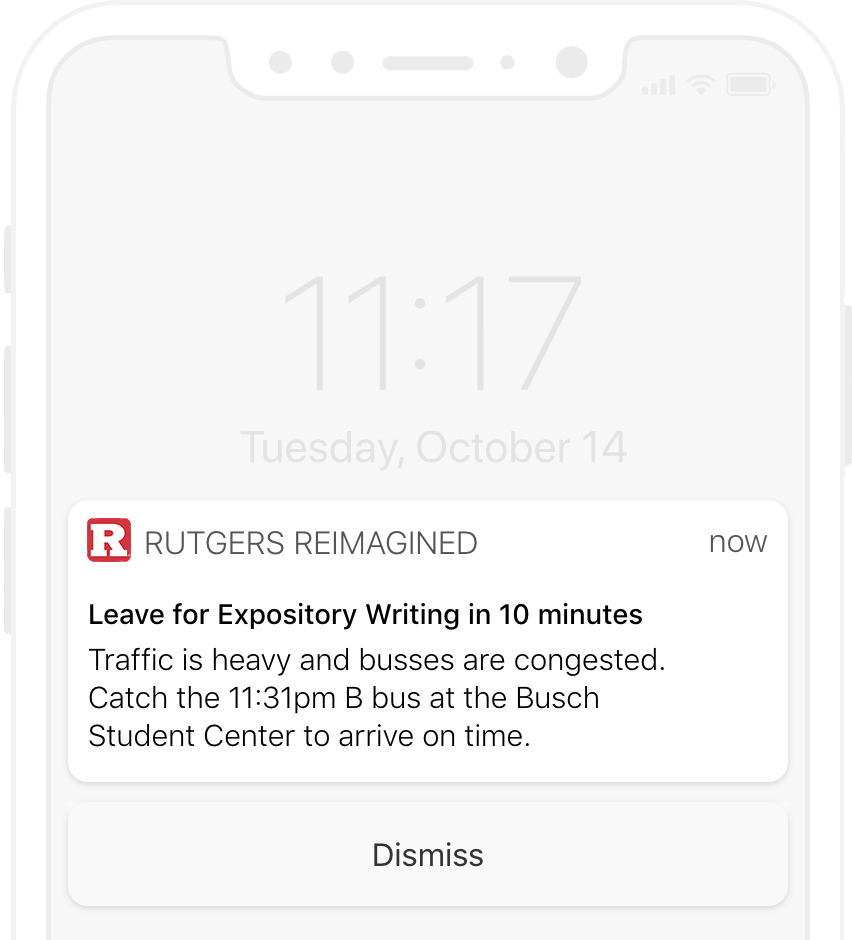 11:17
Tuesday, October 14
R RUTGERS REIMAGINED now
Leave for Expository Writing in 10 minutes
Traffic is heavy and busses are congested.
Catch the 11:31pm B bus at the Busch
Student Center to arrive on time.
Dismiss